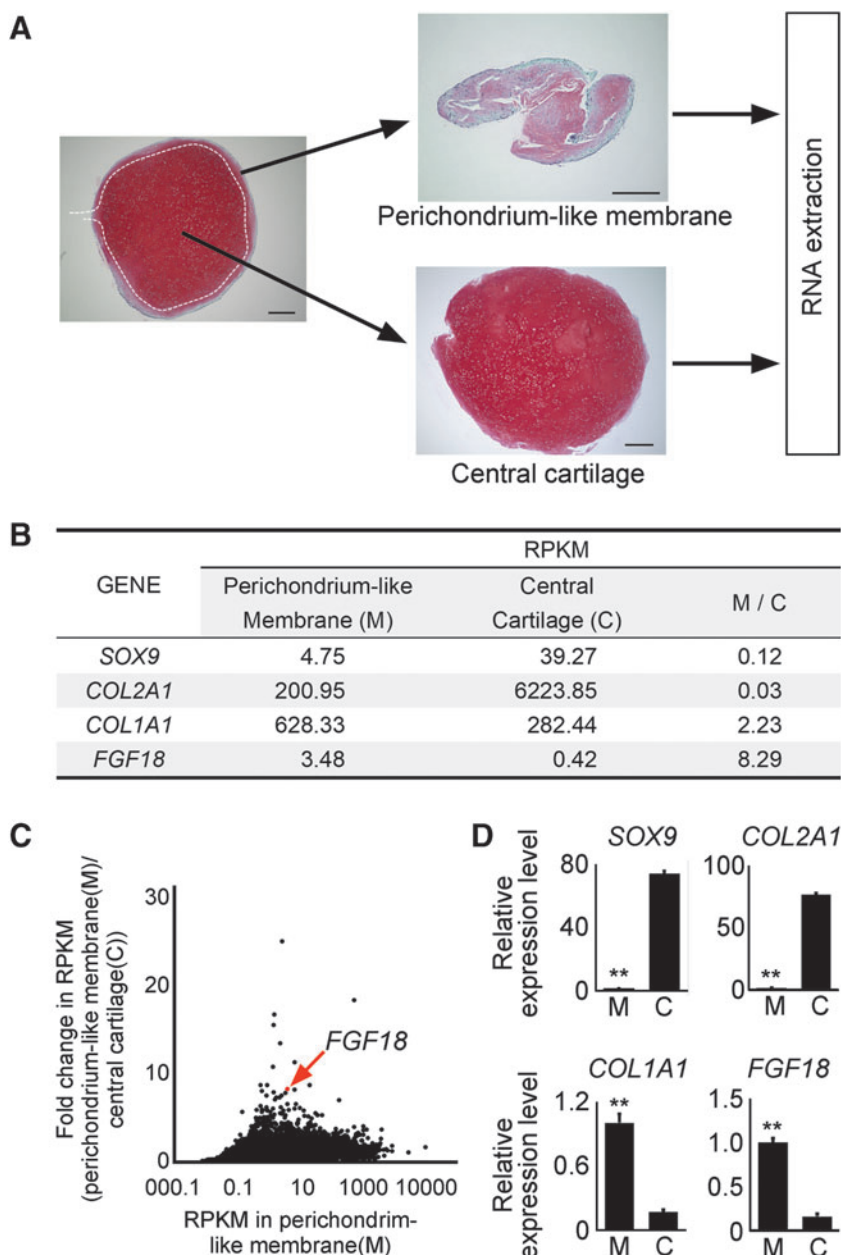 A
Perichondrium-like membrane
Central cartilage
RNA extraction
B
RPKM
GENE
Perichondrium-like
Membrane (M)
Central
Cartilage (C)
M / C
SOX9 4.75 39.27 0.12
COL2A1 200.95 6223.85 0.03
COL1A1 628.33 282.44 2.23
FGF18 3.48 0.42 8.29
C
Fold change in RPKM
(perichondrium-like membrane(M)/
central cartilage(C))
30
20
10
0
FGF18
000.1 0.1 10 1000 10000
RPKM in perichondrim-
like membrane(M)
D
SOX9
Relative
expression level
80
40
0
**
M C
COL2A1
100
50
0
**
M C
COL1A1
Relative
expression level
1.2
0.6
0
**
M C
FGF18
1.5
1.0
0.5
0
**
M C